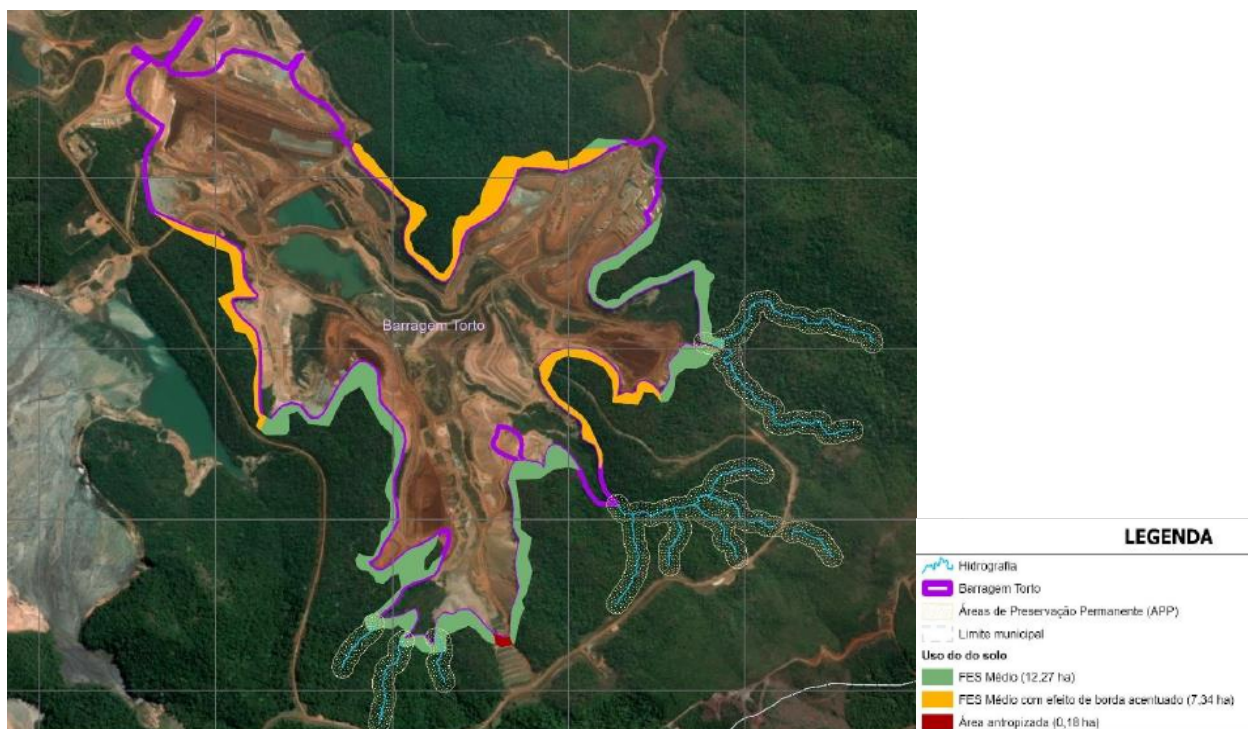 Barragem Torto
LEGENDA
Hidrografia
Barragem Torto
Áreas de Preservação Permanente (APP)
Limite municipal
Uso do do solo
FES Médio (12,27 ha)
FES Médio com efeito de borda acentuado (7,34 ha)
Área antropizada (0,18 ha)